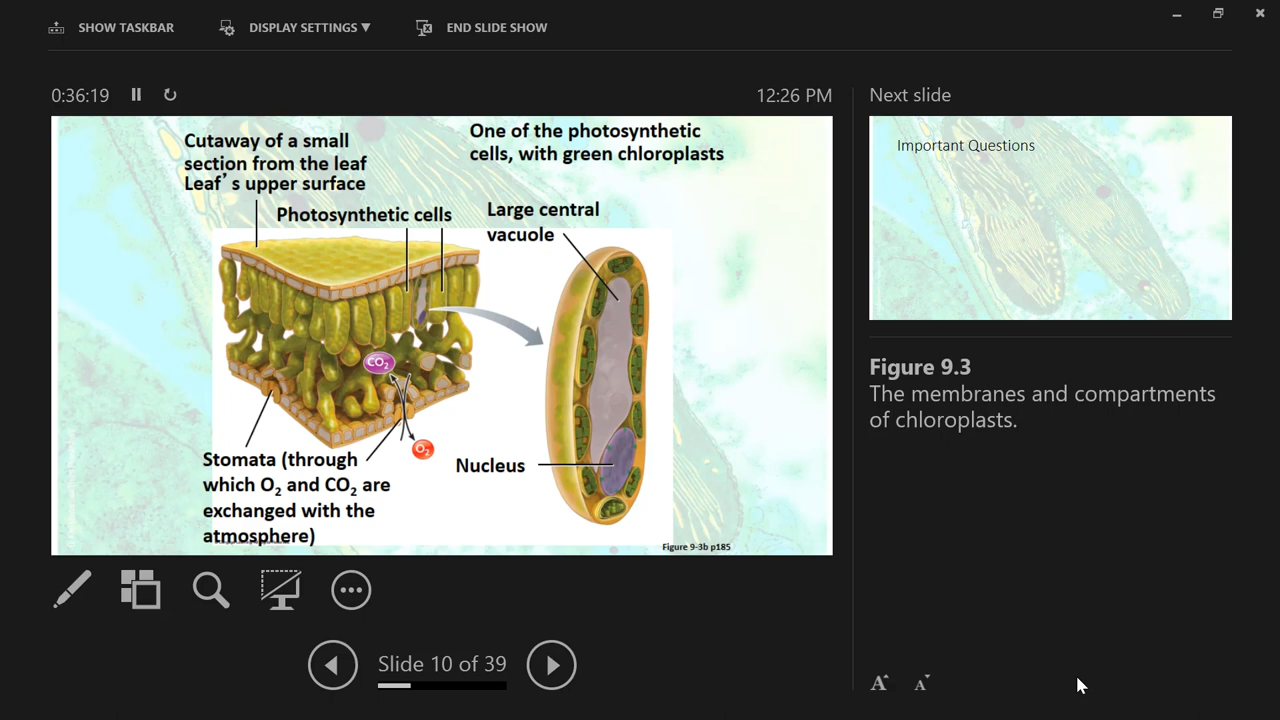 SHOW TASKBAR
DISPLAY SETTINGS ▼
END SLIDE SHOW
0:36:19
12:26 PM
Next slide
Cutaway of a small
section from the leaf
Leaf’s upper surface
One of the photosynthetic
cells, with green chloroplasts
Photosynthetic cells
Large central
vacuole
CO₂
O₂
Stomata (through
which O₂ and CO₂ are
exchanged with the
atmosphere)
Nucleus
Figure 9-3b p185
Important Questions
Figure 9.3
The membranes and compartments
of chloroplasts.
Slide 10 of 39
A A